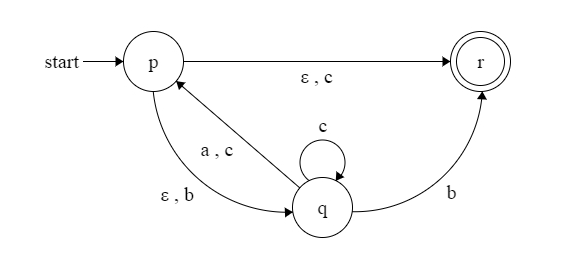 start
p
r
ε , c
c
a , c
ε , b
q
b